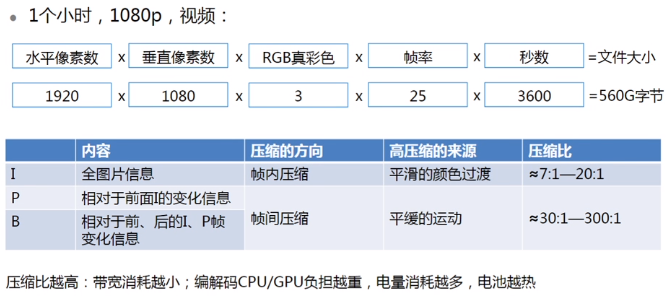 • 1个小时，1080p，视频：
水平像素数 x 垂直像素数 x RGB真彩色 x 帧率 x 秒数 =文件大小
1920 x 1080 x 3 x 25 x 3600 =560G字节
内容 压缩的方向 高压缩的来源 压缩比
I 全图片信息 帧内压缩 平滑的颜色过渡 ≈7:1—20:1
P 相对于前面I的变化信息
B 相对于前、后的I、P帧变化信息 帧间压缩 平缓的运动 ≈30:1—300:1
压缩比越高：带宽消耗越小；编解码CPU/GPU负担越重，电量消耗越多，电池越热